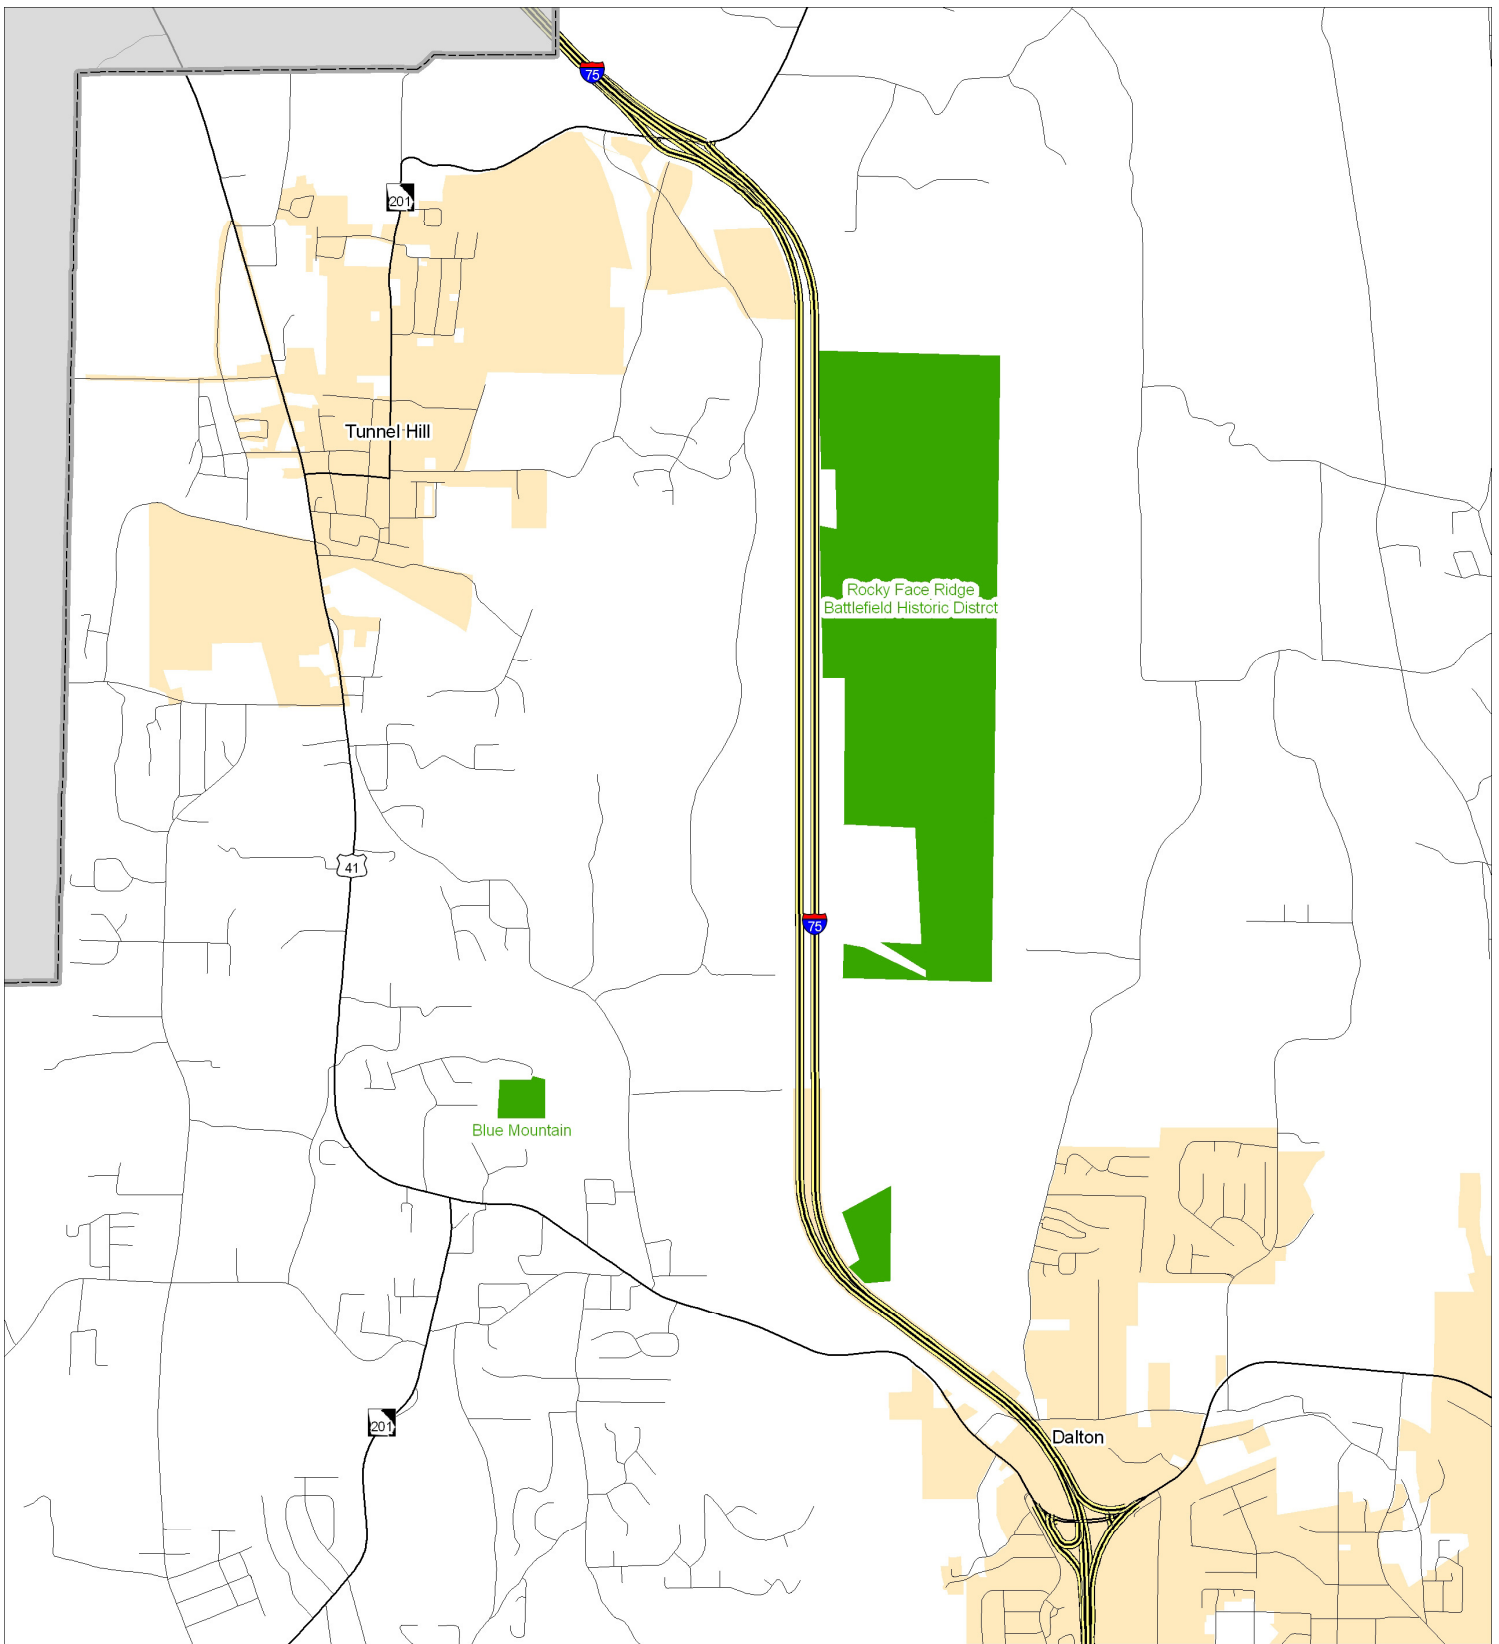 75
201
Tunnel Hill
Rocky Face Ridge
Battlefield Historic Distrct
41
75
Blue Mountain
201
Dalton